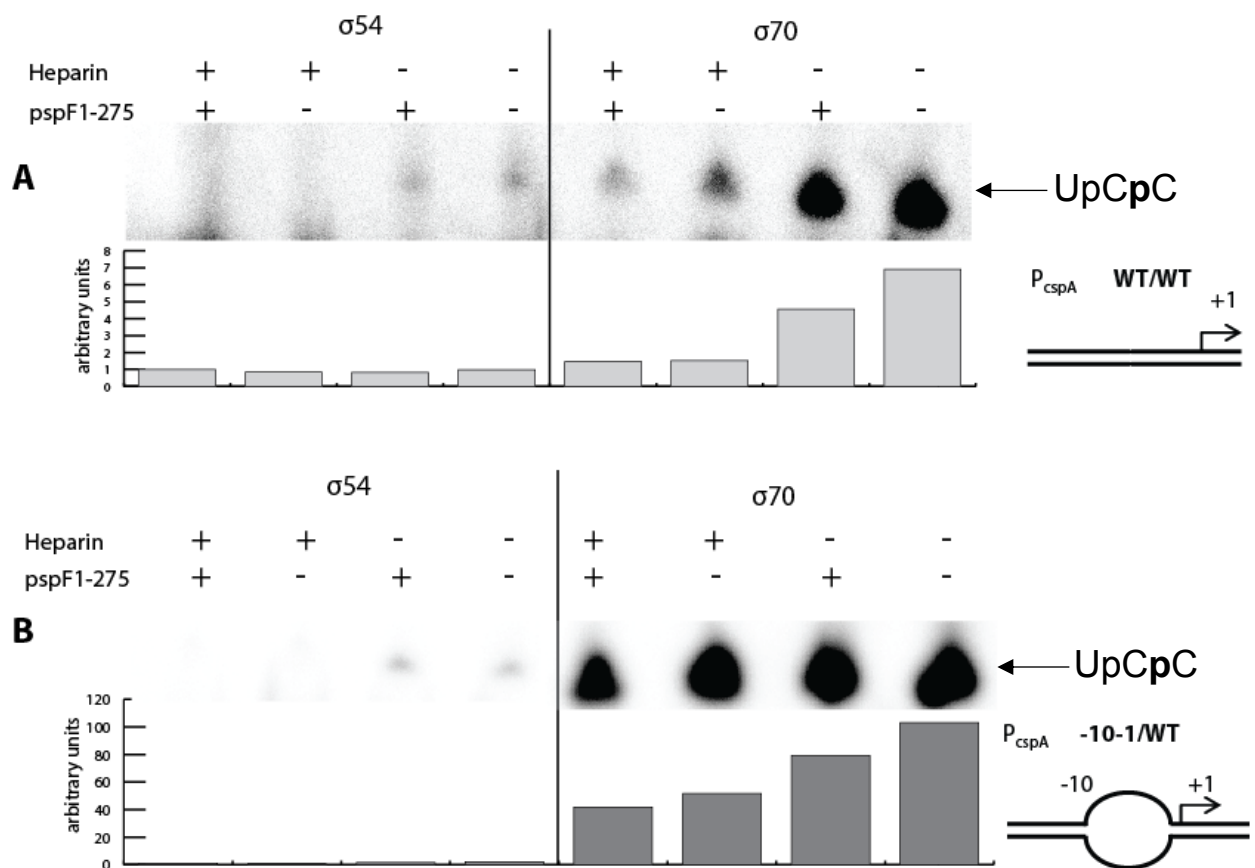 σ54 σ70
Heparin + + - - + + - -
pspF1-275 + - + - + - + -
A
UpCpC
8
7
6
5
4
3
2
1
0
arbitrary units
PcspA WT/WT
+1
σ54 σ70
Heparin + + - - + + - -
pspF1-275 + - + - + - + -
B
UpCpC
120
100
80
60
40
20
0
arbitrary units
PcspA -10-1/WT
-10 +1